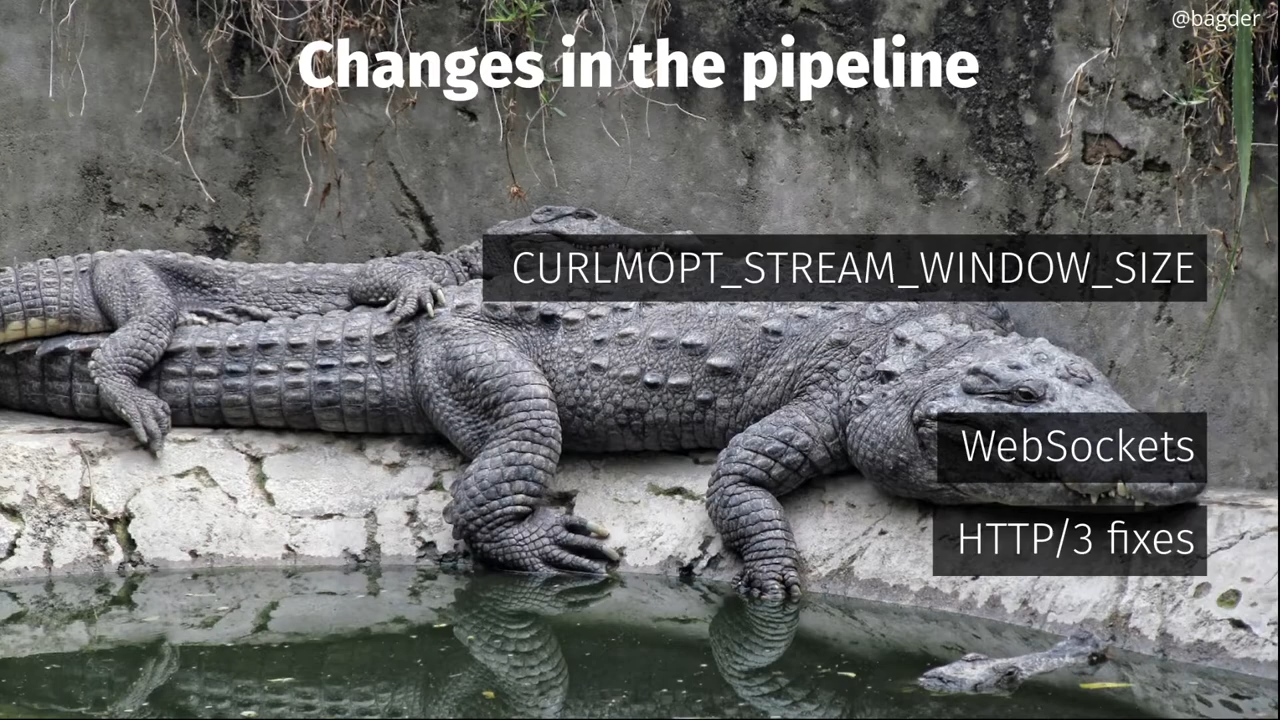 @bagder
Changes in the pipeline
CURLMOPT_STREAM_WINDOW_SIZE
WebSockets
HTTP/3 fixes